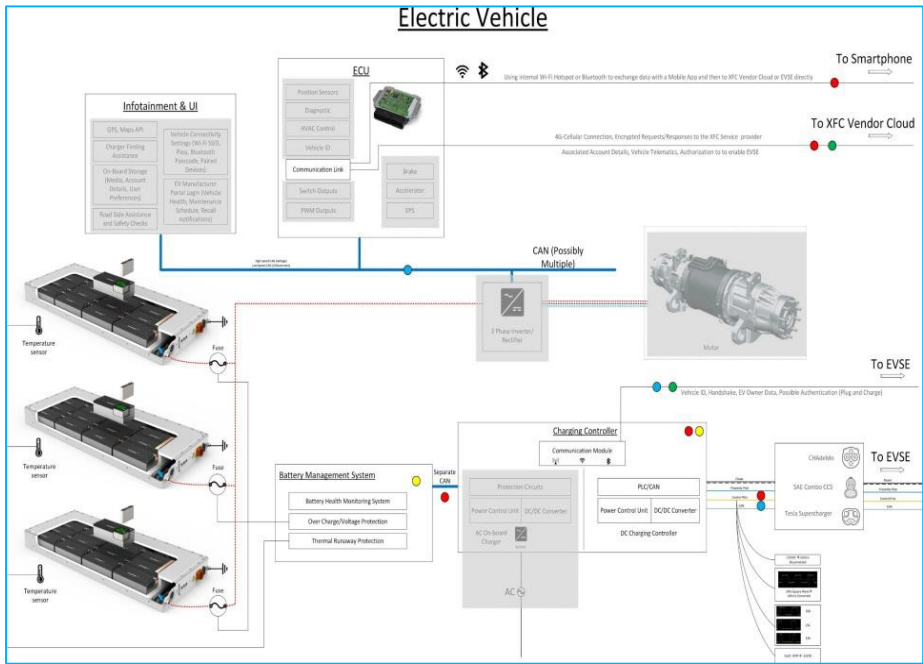 Electric Vehicle
To Smartphone
Using Internal Wi-Fi Hotspot or Bluetooth to exchange data with a Mobile App and then to XFC Vendor Cloud or EVSE directly
To XFC Vendor Cloud
4G-Cellular Connection, Encrypted Requests/Responses to the XFC Service provider
Associated Account Details, Vehicle Telematics, Authorization to to enable EVSE
ECU
Position Sensors
Diagnostic
HVAC Control
Vehicle ID
Communication Link
Switch Outputs
PWM Outputs
Brake
Accelerator
EPS
Infotainment & UI
GPS, Maps API
Charger Finding
Assistance
On-Board Storage
(Media, Account
Details, User
Preferences)
Road Side Assistance
and Safety Checks
Vehicle Connectivity
Settings (Wi-Fi SSID,
Pass, Bluetooth
Passcode, Paired
Devices)
EV Manufacturer
Portal Login (Vehicle
Health, Maintenance
Schedule, Recall
notifications)
CAN (Possibly
Multiple)
3 Phase Inverter/
Rectifier
Motor
Temperature
sensor
Fuse
Temperature
sensor
Fuse
Temperature
sensor
Fuse
To EVSE
Vehicle ID, Handshake, EV Owner Data, Possible Authentication (Plug and Charge)
Battery Management System
Battery Health Monitoring System
Over Charge/Voltage Protection
Thermal Runaway Protection
Separate
CAN
Charging Controller
Communication Module
Protection Circuits
Power Control Unit
DC/DC Converter
AC On-board
Charger
AC
PLC/CAN
Power Control Unit
DC/DC Converter
DC Charging Controller
CHAdeMo
SAE Combo CCS
Tesla Supercharger
To EVSE